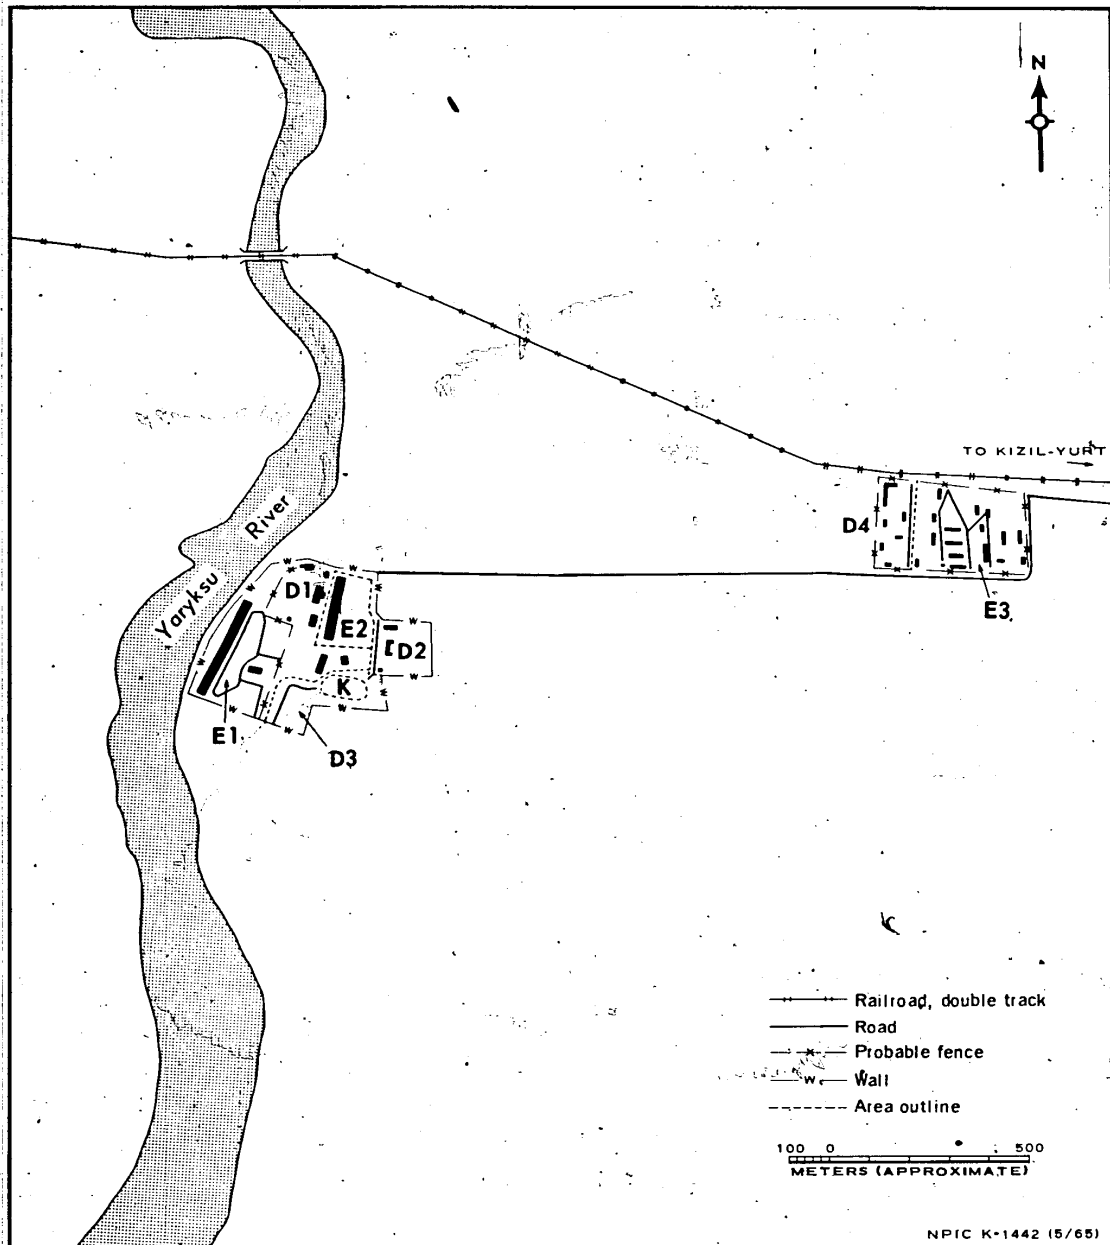 N
TO KIZIL-YURT
D4
E3
Yaryksu River
D1
E2
D2
K
E1
D3
Railroad, double track
Road
x Probable fence
W Wall
Area outline
100 0 500
METERS (APPROXIMATE)
NPIC K-1442 (5/65)